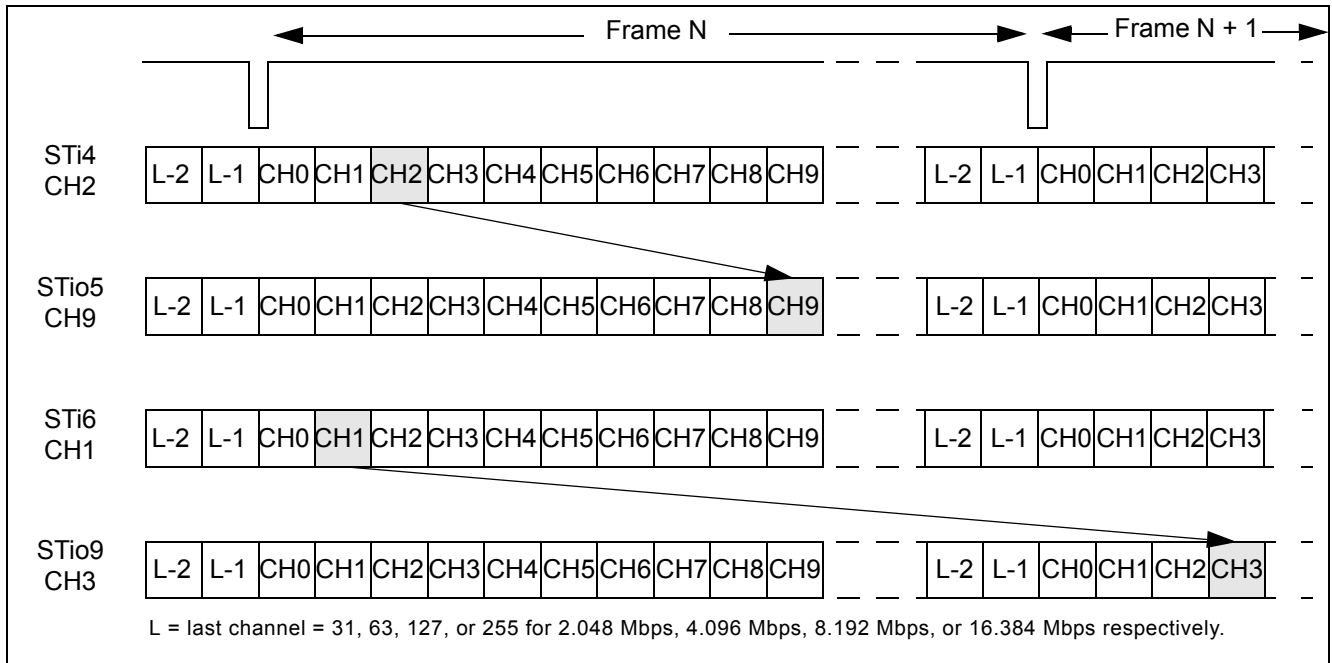 Frame N
Frame N + 1
STi4
CH2
L-2 L-1 CH0 CH1 CH2 CH3 CH4 CH5 CH6 CH7 CH8 CH9 L-2 L-1 CH0 CH1 CH2 CH3
STio5
CH9
L-2 L-1 CH0 CH1 CH2 CH3 CH4 CH5 CH6 CH7 CH8 CH9 L-2 L-1 CH0 CH1 CH2 CH3
STi6
CH1
L-2 L-1 CH0 CH1 CH2 CH3 CH4 CH5 CH6 CH7 CH8 CH9 L-2 L-1 CH0 CH1 CH2 CH3
STio9
CH3
L-2 L-1 CH0 CH1 CH2 CH3 CH4 CH5 CH6 CH7 CH8 CH9 L-2 L-1 CH0 CH1 CH2 CH3
L = last channel = 31, 63, 127, or 255 for 2.048 Mbps, 4.096 Mbps, 8.192 Mbps, or 16.384 Mbps respectively.